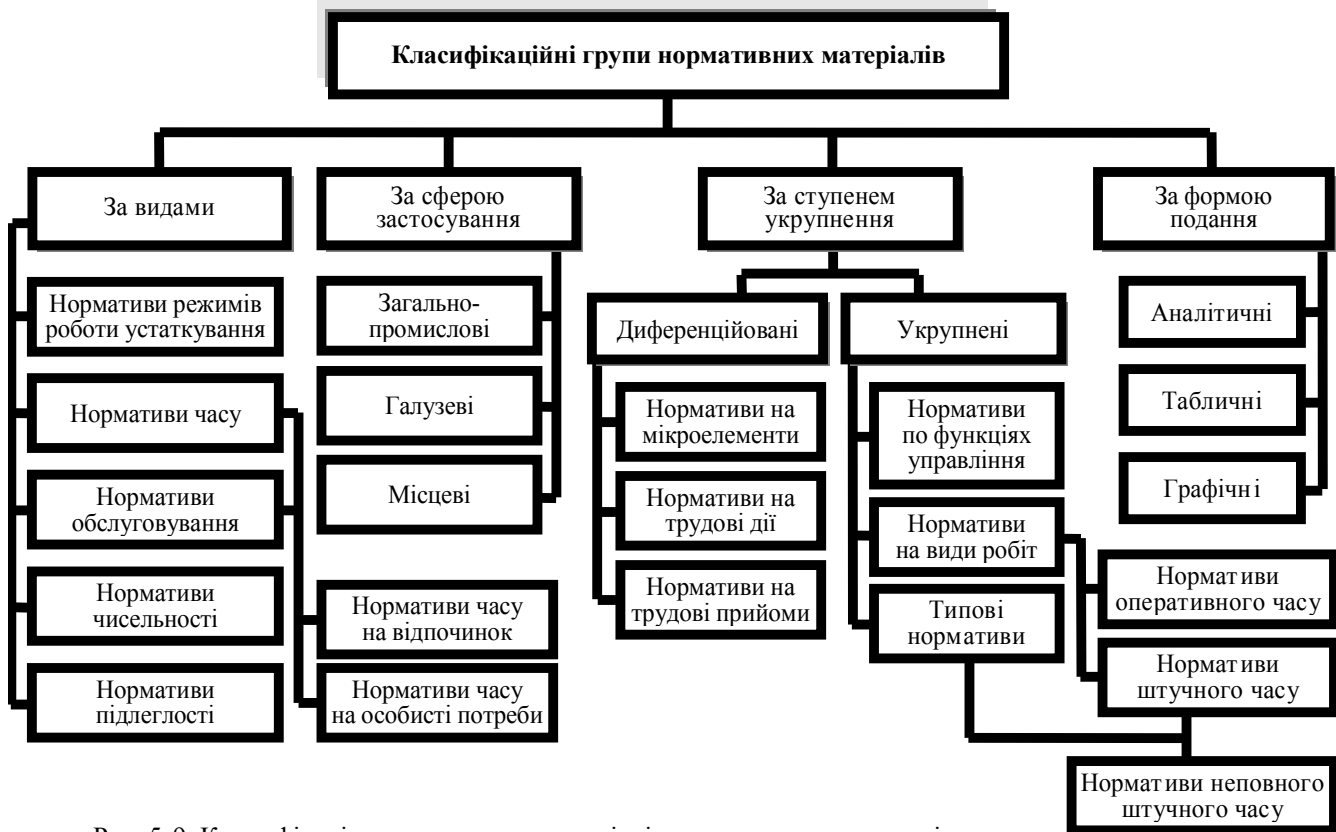 Класифікаційні групи нормативних матеріалів
За видами
За сферою
застосування
За ступенем
укрупнення
За формою
подання
Нормативи режимів
роботи устаткування
Нормативи часу
Нормативи
обслуговування
Нормативи
чисельності
Нормативи
підлеглості
Загально-
промислові
Галузеві
Місцеві
Нормативи часу
на відпочинок
Нормативи часу
на особисті потреби
Диференційовані
Укрупнені
Нормативи на
мікроелементи
Нормативи на
трудові дії
Нормативи на
трудові прийоми
Нормативи
по функціях
управління
Нормативи
на види робіт
Типові
нормативи
Аналітичні
Табличні
Графічні
Нормативи
оперативного часу
Нормативи
штучного часу
Нормативи неповного
штучного часу